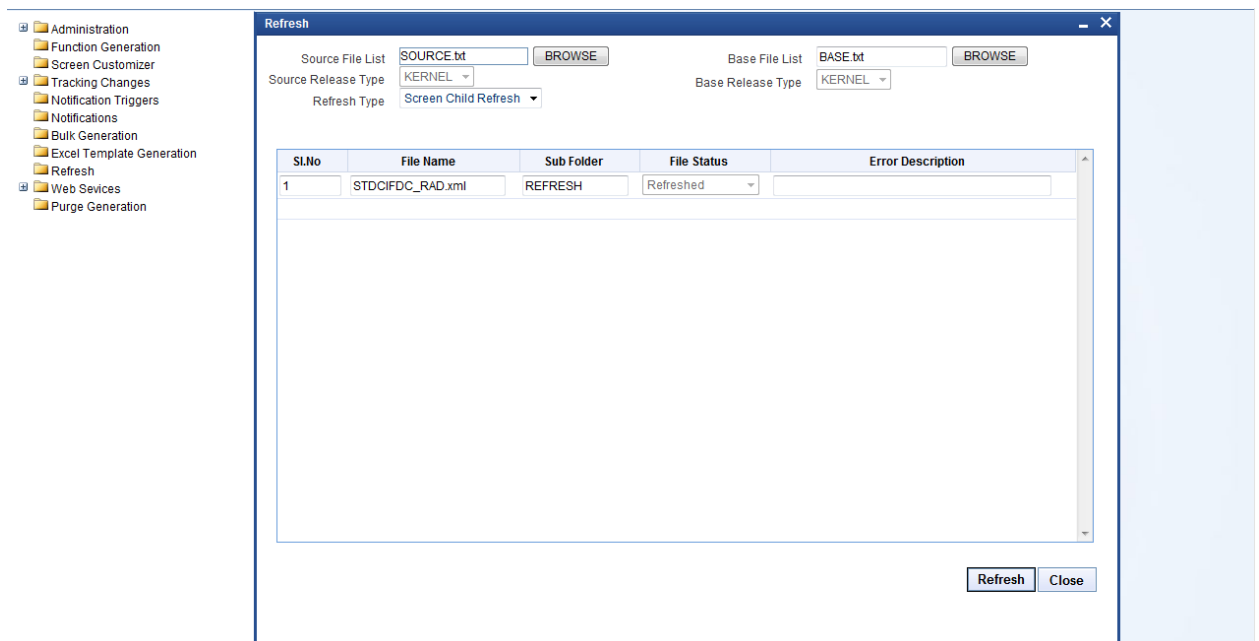 Administration
Function Generation
Screen Customizer
Tracking Changes
Notification Triggers
Notifications
Bulk Generation
Excel Template Generation
Refresh
Web Sevices
Purge Generation
Refresh
Source File List SOURCE.txt BROWSE Base File List BASE.txt BROWSE
Source Release Type KERNEL Base Release Type KERNEL
Refresh Type Screen Child Refresh
Sl.No File Name Sub Folder File Status Error Description
1 STDCIFDC_RAD.xml REFRESH Refreshed
Refresh Close